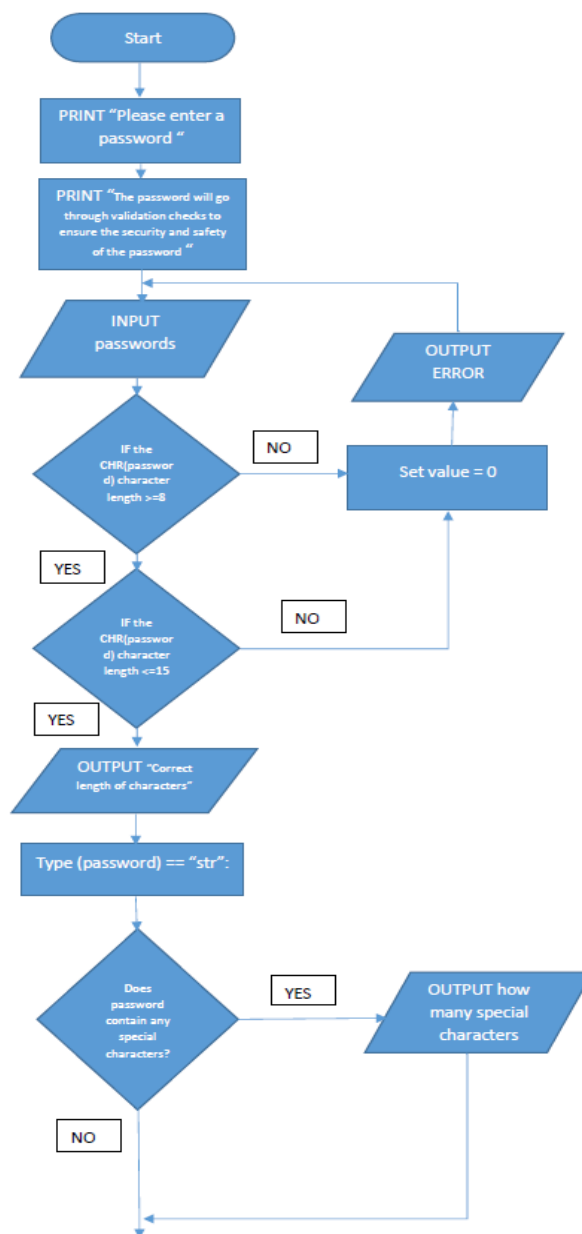 Start
PRINT “Please enter a
password “
PRINT “The password will go
through validation checks to
ensure the security and safety
of the password “
INPUT
passwords
OUTPUT
ERROR
IF the
CHR(passwor
d) character
length >=8
NO
Set value = 0
YES
IF the
CHR(passwor
d) character
length <=15
NO
YES
OUTPUT “Correct
length of characters”
Type (password) == “str”:
Does
password
contain any
special
characters?
YES
OUTPUT how
many special
characters
NO